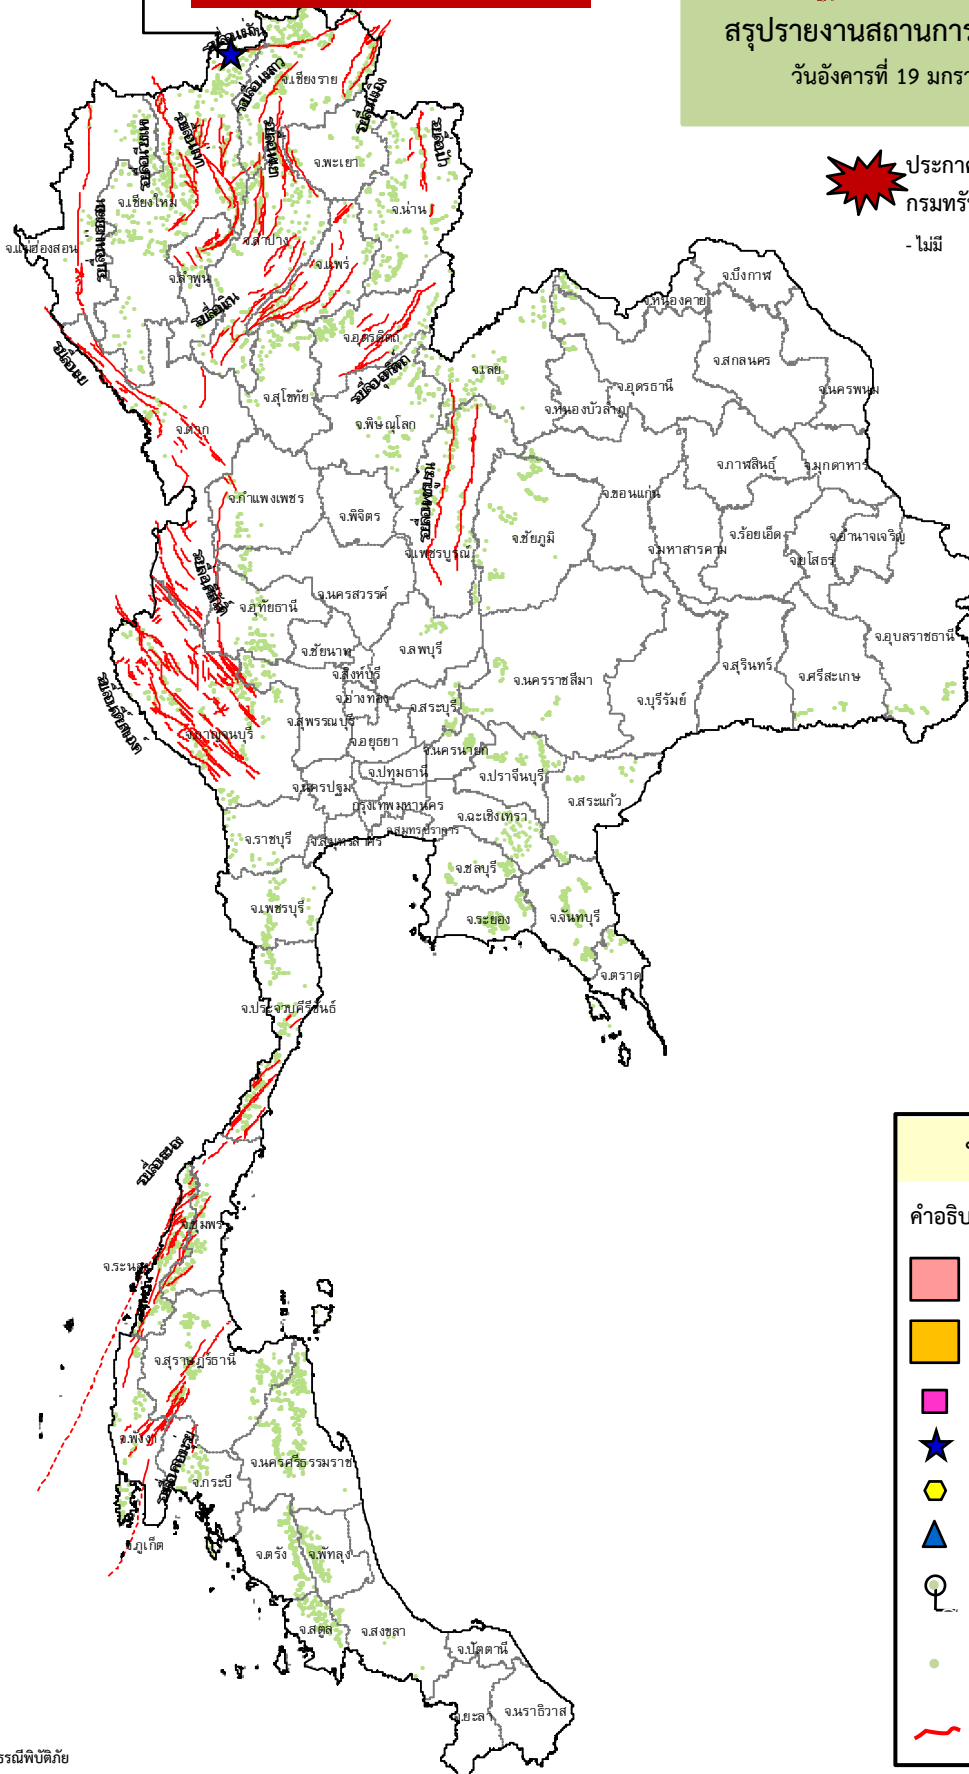 สรุปรายงานสถานการ
วันอังคารที่ 19 มกรา
ประกาศ
กรมทรัพ
- ไม่มี
จ.เชียงราย
จ.พะเยา
จ.เชียงใหม่
จ.น่าน
จ.แม่ฮ่องสอน
จ.ลำปาง
จ.แพร่
จ.ลำพูน
จ.บึงกาฬ
จ.หนองคาย
จ.อุตรดิตถ์
จ.เลย
จ.สกลนคร
จ.อุดรธานี
จ.นครพนม
จ.สุโขทัย
จ.หนองบัวลำภู
จ.ตาก
จ.พิษณุโลก
จ.กาฬสินธุ์
จ.มุกดาหาร
จ.กำแพงเพชร
จ.ขอนแก่น
จ.พิจิตร
จ.ชัยภูมิ
จ.ร้อยเอ็ด
จ.อำนาจเจริญ
จ.เพชรบูรณ์
จ.มหาสารคาม
จ.ยโสธร
จ.นครสวรรค์
จ.อุทัยธานี
จ.อุบลราชธานี
จ.ชัยนาท
จ.ลพบุรี
จ.สุรินทร์
จ.สิงห์บุรี
จ.นครราชสีมา
จ.ศรีสะเกษ
จ.อ่างทอง
จ.บุรีรัมย์
จ.สระบุรี
จ.สุพรรณบุรี
จ.กาญจนบุรี
จ.อยุธยา
จ.นครนายก
จ.ปทุมธานี
จ.ปราจีนบุรี
จ.นครปฐม
จ.สระแก้ว
กรุงเทพมหานคร
จ.ฉะเชิงเทรา
จ.สมุทรปราการ
จ.ราชบุรี
จ.สมุทรสาคร
จ.ชลบุรี
จ.เพชรบุรี
จ.ระยอง
จ.จันทบุรี
จ.ตราด
จ.ประจวบคีรีขันธ์
จ.ชุมพร
คำอธิบ
จ.ระนอง
จ.สุราษฎร์ธานี
จ.พังงา
จ.นครศรีธรรมราช
จ.กระบี่
จ.ภูเก็ต
จ.ตรัง
จ.พัทลุง
จ.สตูล
จ.สงขลา
จ.ปัตตานี
จ.ยะลา
จ.นราธิวาส
ธรณีพิบัติภัย